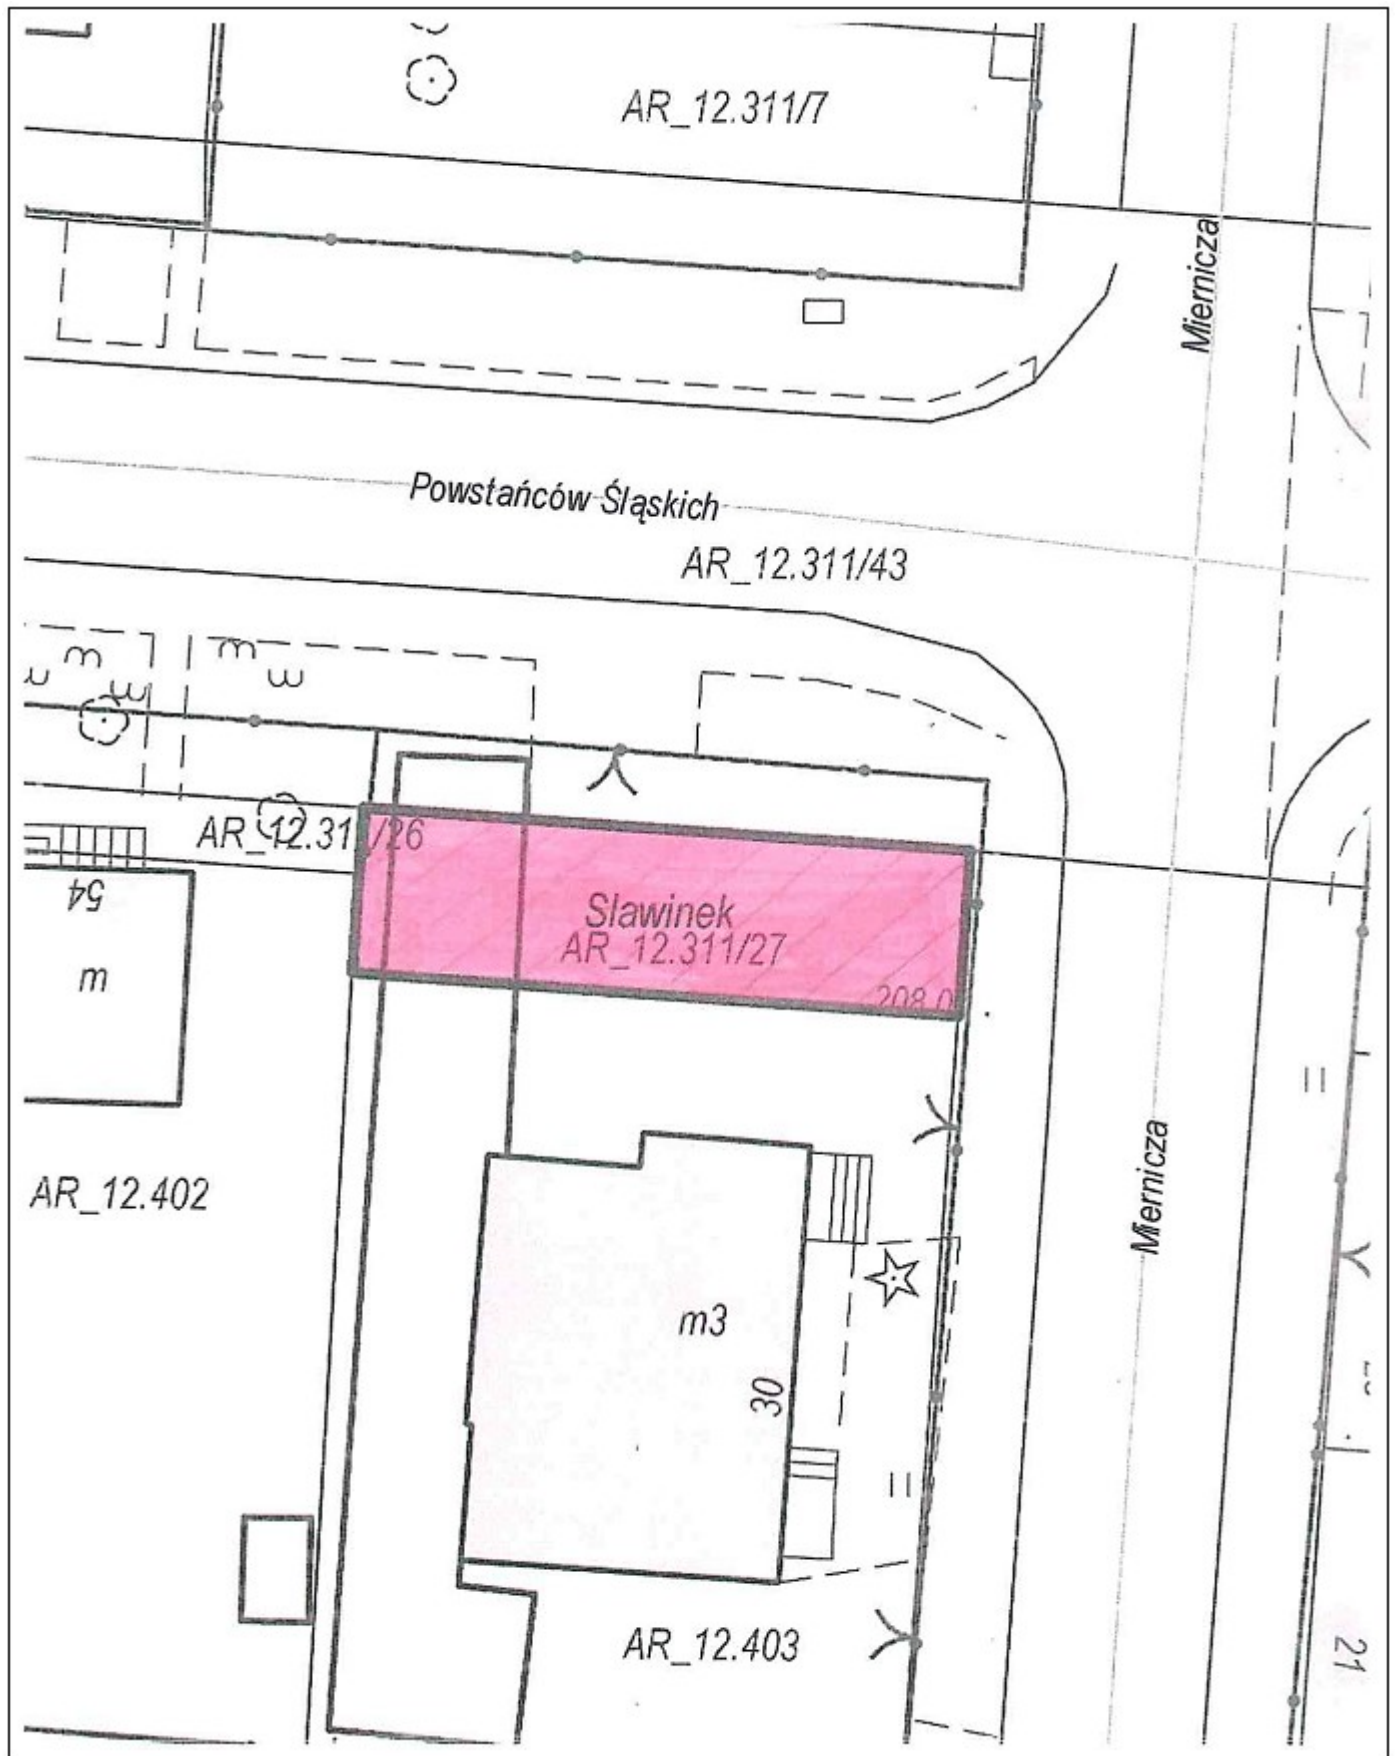 AR_12.311/7
Miernicza
Powstańców Śląskich
AR_12.311/43
AR_12.311/26
54
Slawinek
AR_12.311/27
208.0
m
Miernicza
AR_12.402
m3
30
AR_12.403
21